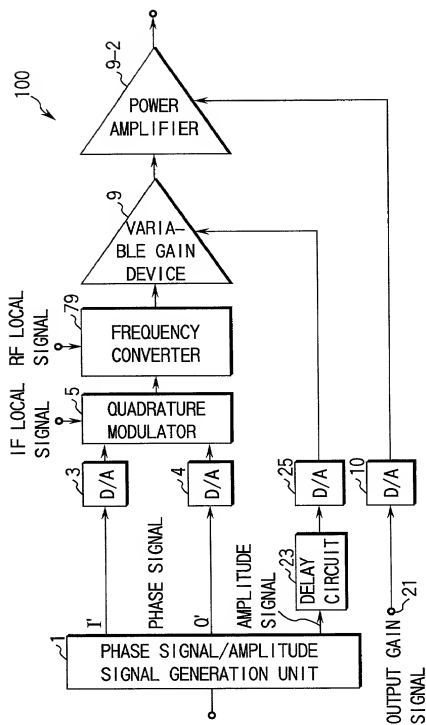 100
1
PHASE SIGNAL/AMPLITUDE
SIGNAL GENERATION UNIT
I'
PHASE SIGNAL
Q'
AMPLITUDE
SIGNAL
3
D/A
4
D/A
23
DELAY
CIRCUIT
25
D/A
10
D/A
OUTPUT GAIN
SIGNAL
21
IF LOCAL
SIGNAL
5
QUADRATURE
MODULATOR
RF LOCAL
SIGNAL
79
FREQUENCY
CONVERTER
9
VARIA-
BLE GAIN
DEVICE
9-2
POWER
AMPLIFIER